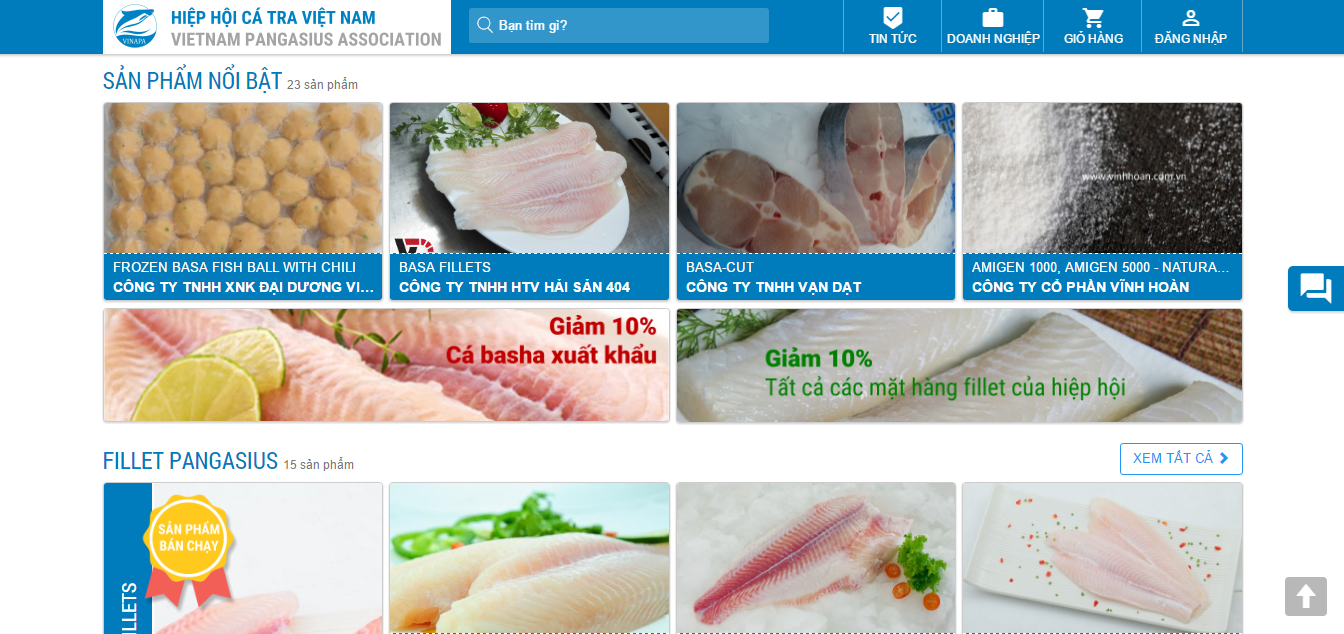 VINAPA
HIỆP HỘI CÁ TRA VIỆT NAM
VIETNAM PANGASIUS ASSOCIATION
Bạn tìm gì?
TIN TỨC
DOANH NGHIỆP
GIỎ HÀNG
ĐĂNG NHẬP
SẢN PHẨM NỔI BẬT 23 sản phẩm
www.vinhhoan.com.vn
FROZEN BASA FISH BALL WITH CHILI
CÔNG TY TNHH XNK ĐẠI DƯƠNG VI...
BASA FILLETS
CÔNG TY TNHH HTV HẢI SẢN 404
BASA-CUT
CÔNG TY TNHH VẠN DẠT
AMIGEN 1000, AMIGEN 5000 - NATURA...
CÔNG TY CỔ PHẦN VĨNH HOÀN
Giảm 10%
Cá basha xuất khẩu
Giảm 10%
Tất cả các mặt hàng fillet của hiệp hội
FILLET PANGASIUS 15 sản phẩm
XEM TẤT CẢ
SẢN PHẨM
BÁN CHẠY
LLETS